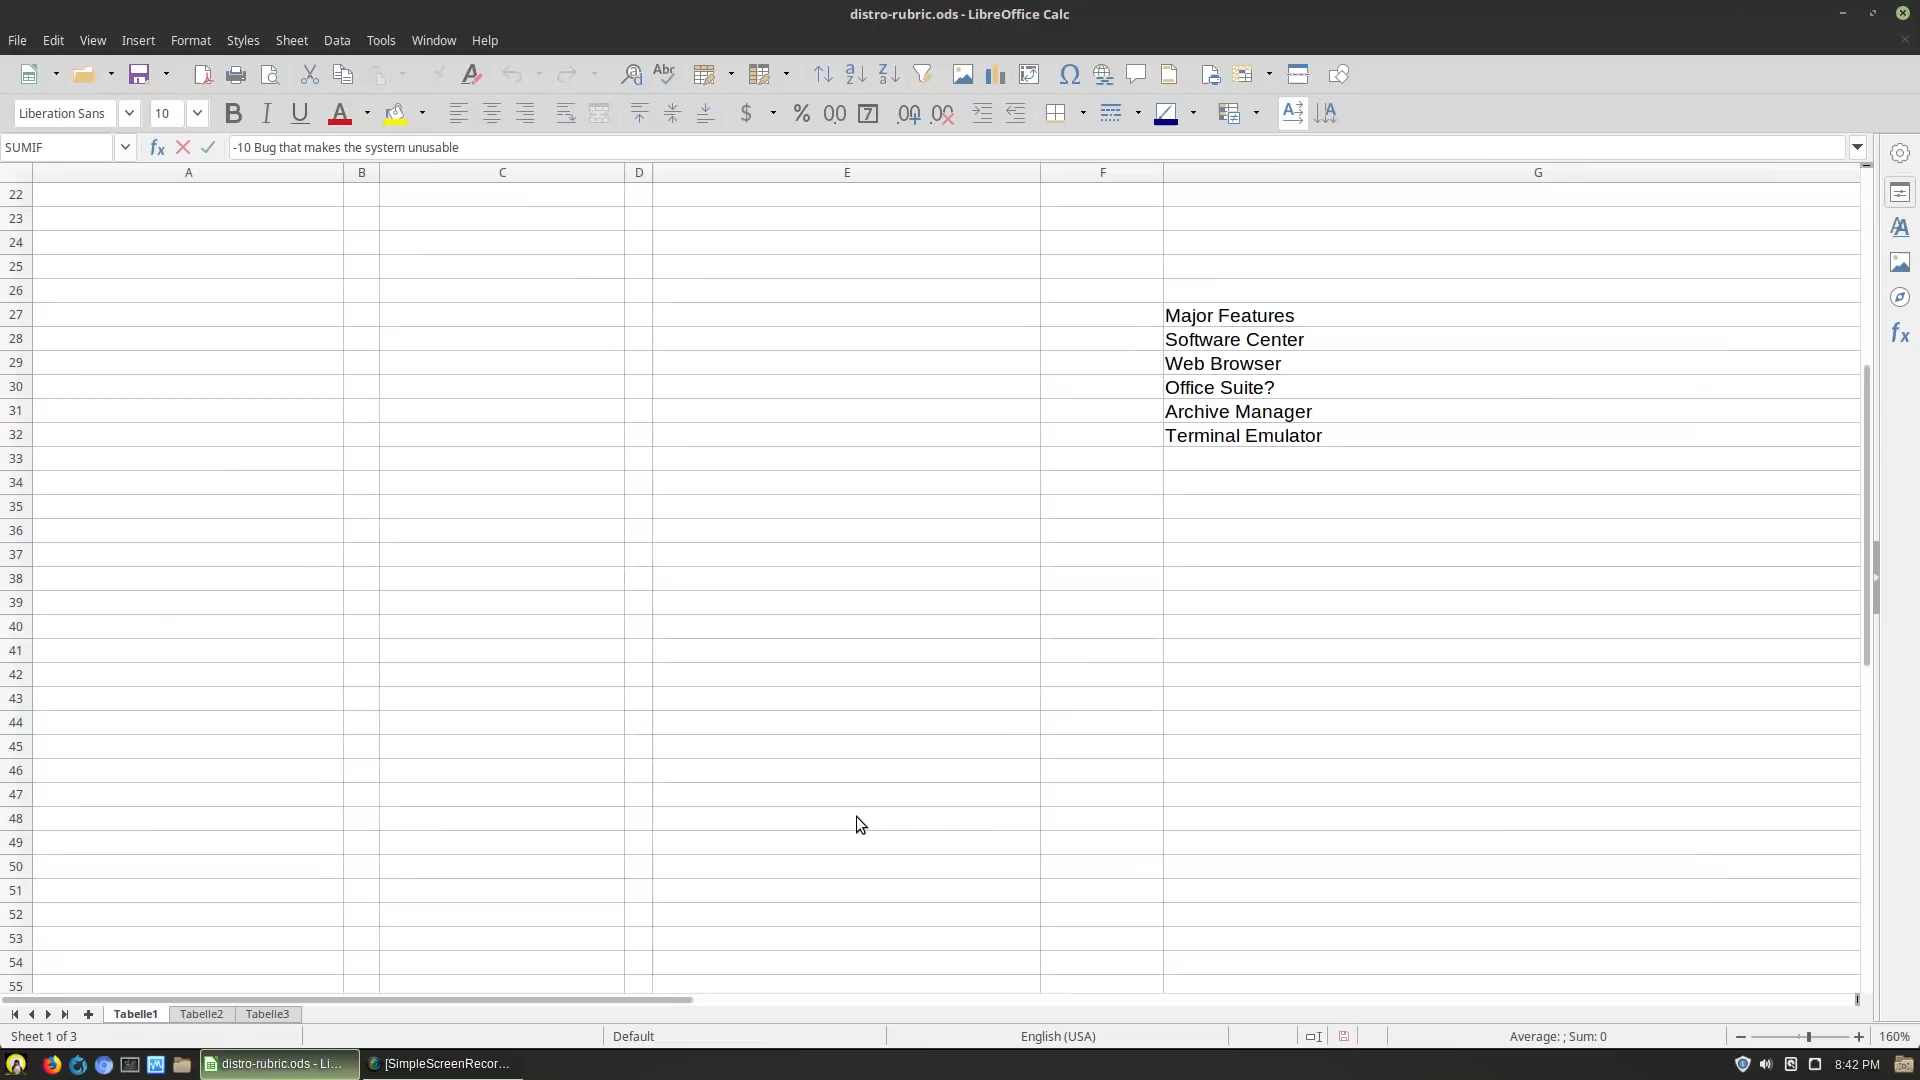 distro-rubric.ods - LibreOffice Calc
File Edit View Insert Format Styles Sheet Data Tools Window Help
Liberation Sans 10
SUMIF -10 Bug that makes the system unusable
A B C D E F G
22
23
24
25
26
27 Major Features
28 Software Center
29 Web Browser
30 Office Suite?
31 Archive Manager
32 Terminal Emulator
33
34
35
36
37
38
39
40
41
42
43
44
45
46
47
48
49
50
51
52
53
54
55
Tabelle1 Tabelle2 Tabelle3
Sheet 1 of 3 Default English (USA) Average: ; Sum: 0 160%
distro-rubric.ods - Li... [SimpleScreenRecor... 8:42 PM